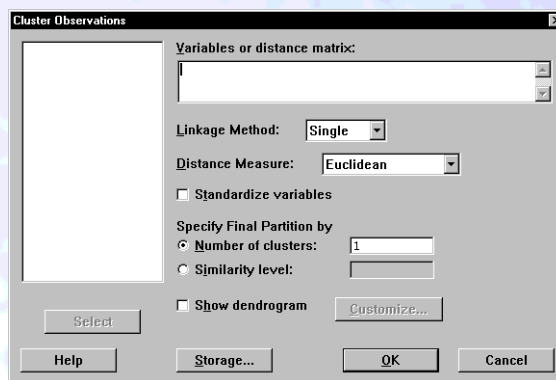 Cluster Observations
Variables or distance matrix:
Linkage Method: Single
Distance Measure: Euclidean
Standardize variables
Specify Final Partition by
Number of clusters: 1
Similarity level:
Show dendrogram Customize...
Select
Help Storage... OK Cancel